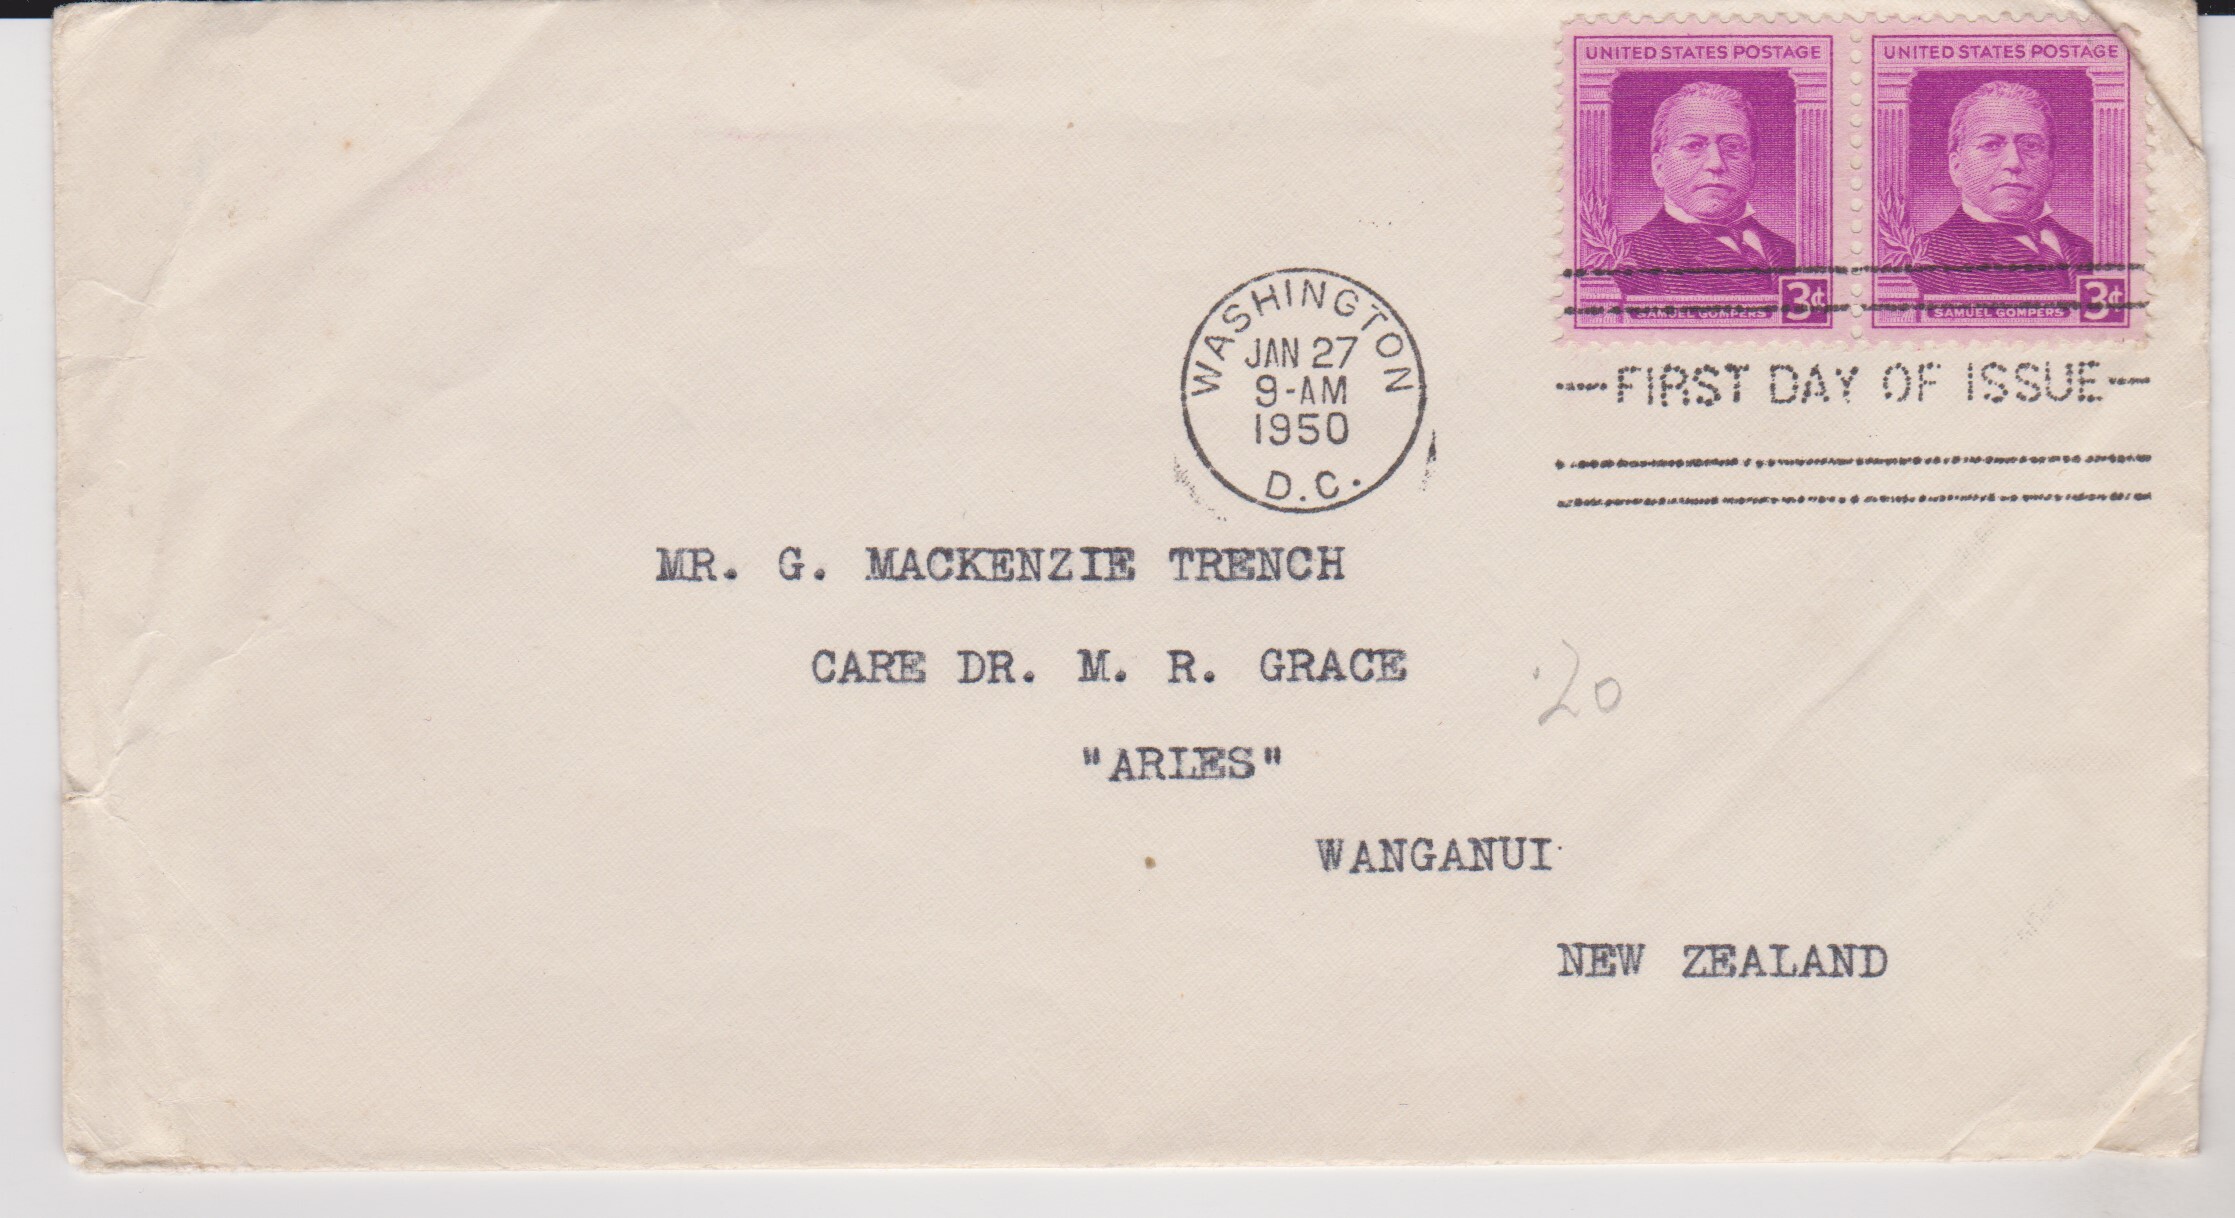 UNITED STATES POSTAGE UNITED STATES POSTAGE
SAMUEL GOMPERS 3¢ SAMUEL GOMPERS 3¢
WASHINGTON
JAN 27
9-AM
1950
D.C.
FIRST DAY OF ISSUE
MR. G. MACKENZIE TRENCH
CARE DR. M. R. GRACE
20
"ARLES"
WANGANUI
NEW ZEALAND